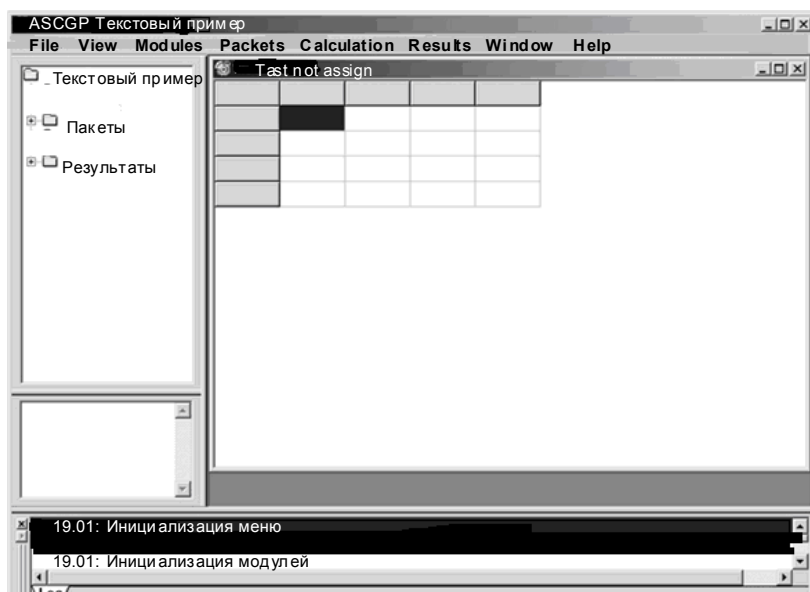 ASCGP Текстовый пример
File View Modules Packets Calculation Results Window Help
Текстовый пример
Пакеты
Результаты
Tast not assign
19.01: Инициализация меню
19.01: Инициализация модулей